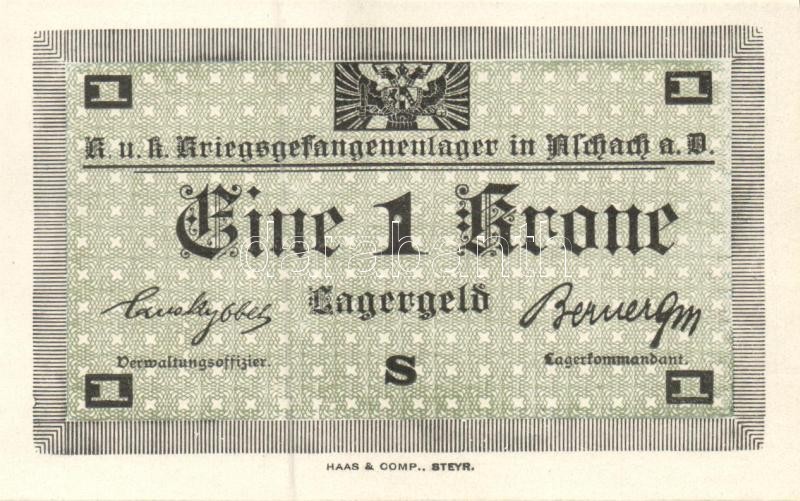 1 1
K. u. k. Kriegsgefangenenlager in Aschach a. D.
Eine 1 Krone
Lagergeld
Verwaltungsoffizier. Lagerkommandant.
S
1 1
HAAS & COMP., STEYR.